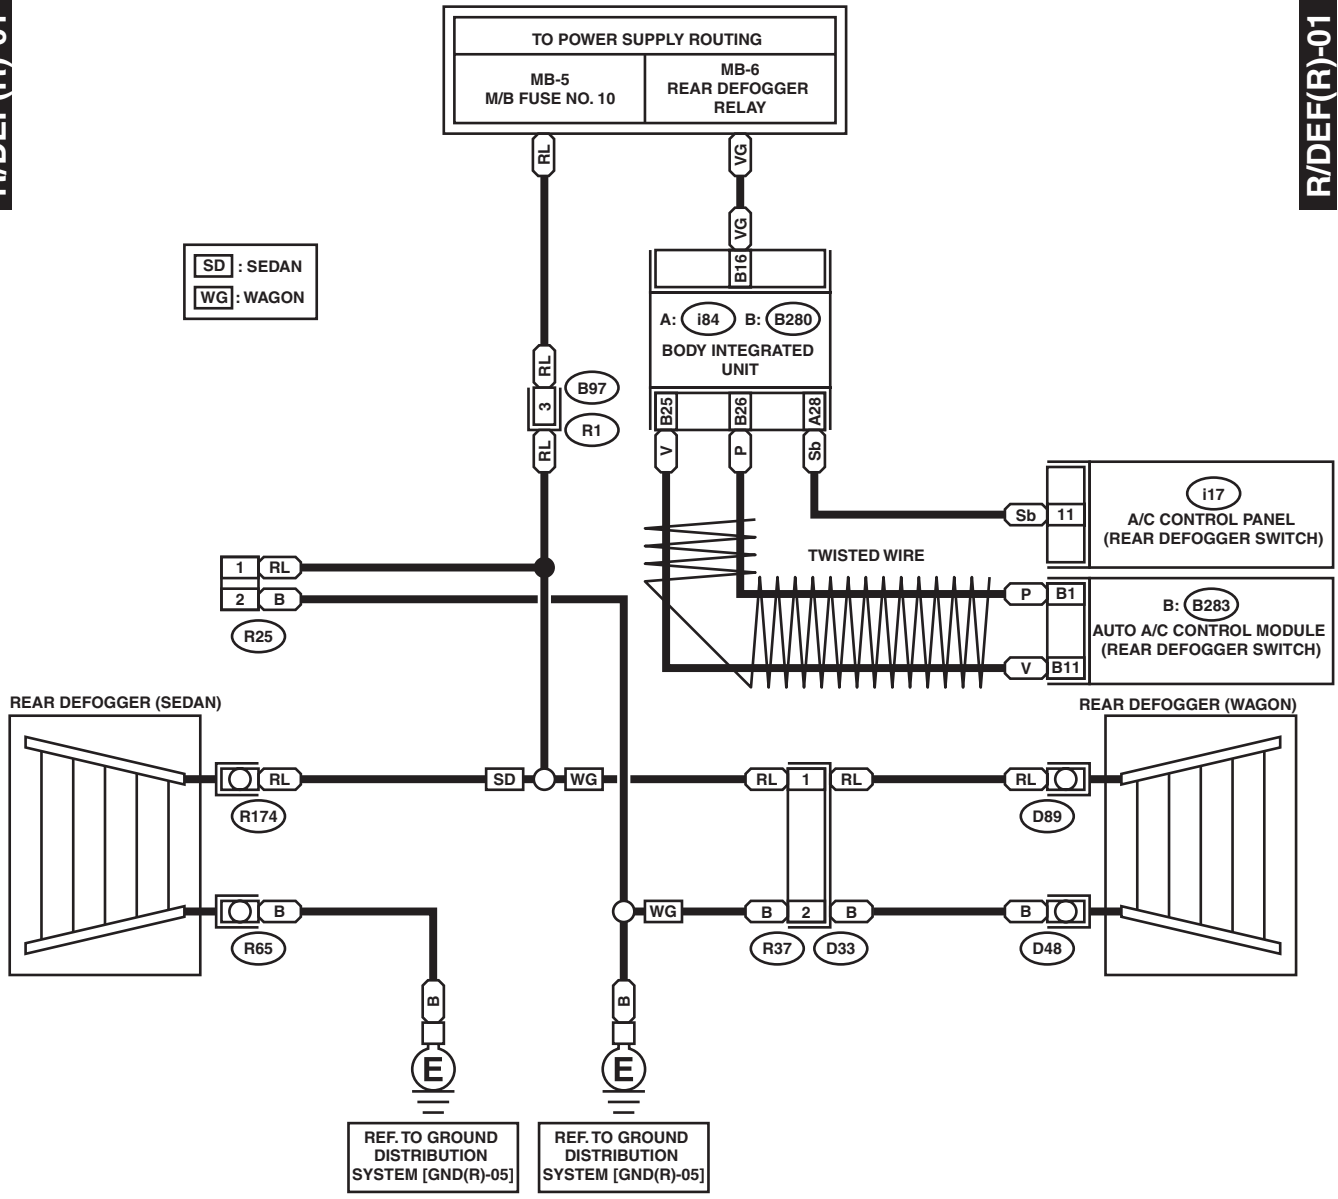 R/DEF(R)-01
R/DEF(R)-01
TO POWER SUPPLY ROUTING
MB-5
M/B FUSE NO. 10
MB-6
REAR DEFOGGER
RELAY
RL
VG
VG
SD : SEDAN
WG : WAGON
B16
A: i84 B: B280
BODY INTEGRATED
UNIT
RL
3
RL
B97
R1
B25
B26
A28
V
P
Sb
Sb 11
i17
A/C CONTROL PANEL
(REAR DEFOGGER SWITCH)
TWISTED WIRE
1 RL
2 B
R25
P B1
V B11
B: B283
AUTO A/C CONTROL MODULE
(REAR DEFOGGER SWITCH)
REAR DEFOGGER (SEDAN)
REAR DEFOGGER (WAGON)
RL
SD
WG
RL 1 RL
RL
R174
D89
B
WG
B 2 B
B
R65
R37
D33
D48
B
B
E
E
REF. TO GROUND
DISTRIBUTION
SYSTEM [GND(R)-05]
REF. TO GROUND
DISTRIBUTION
SYSTEM [GND(R)-05]